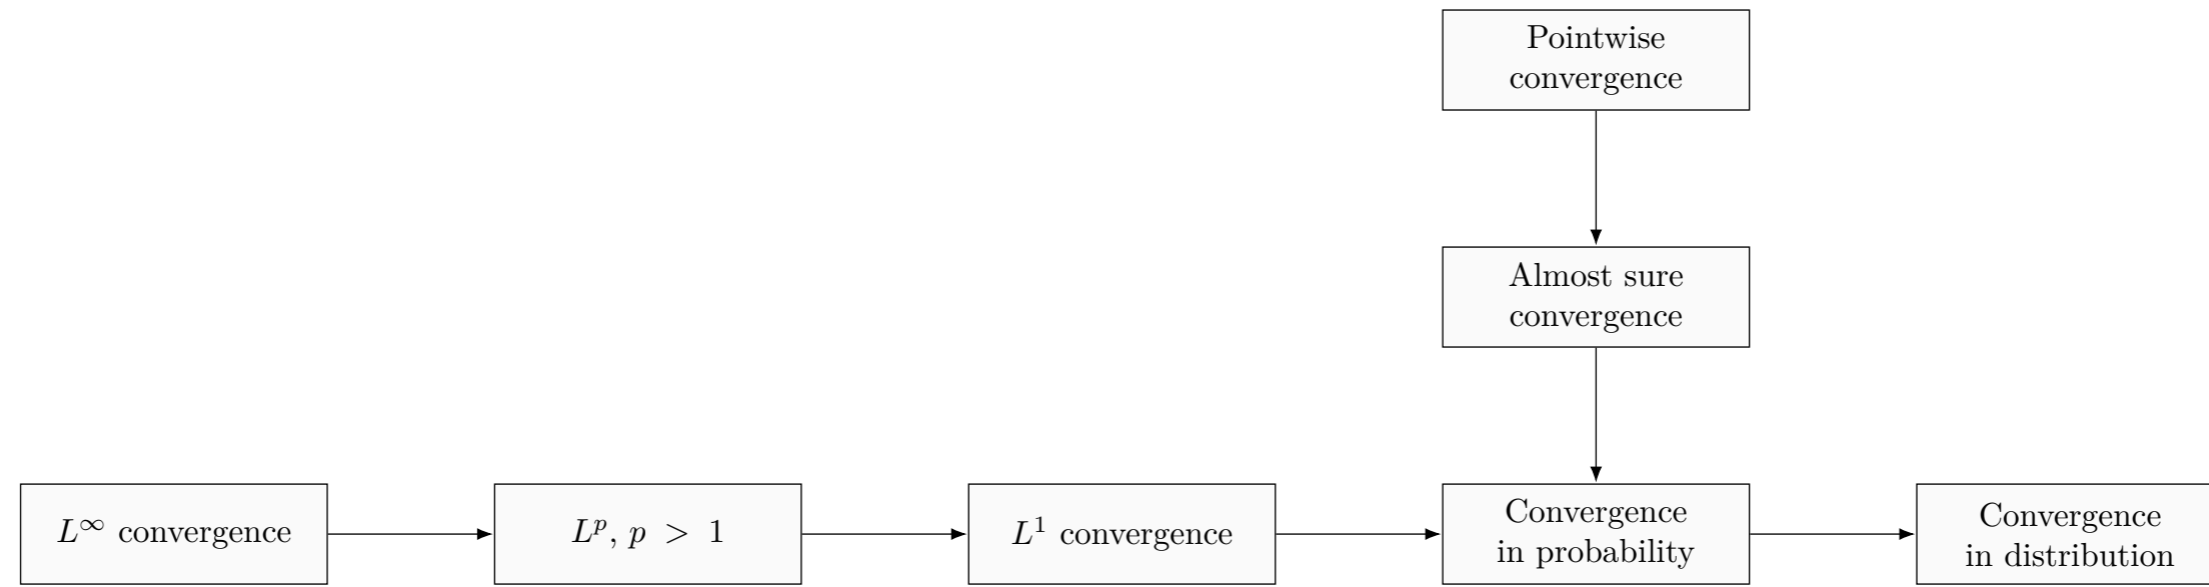 Pointwise
convergence
Almost sure
convergence
L^∞ convergence
L^p, p > 1
L^1 convergence
Convergence
in probability
Convergence
in distribution